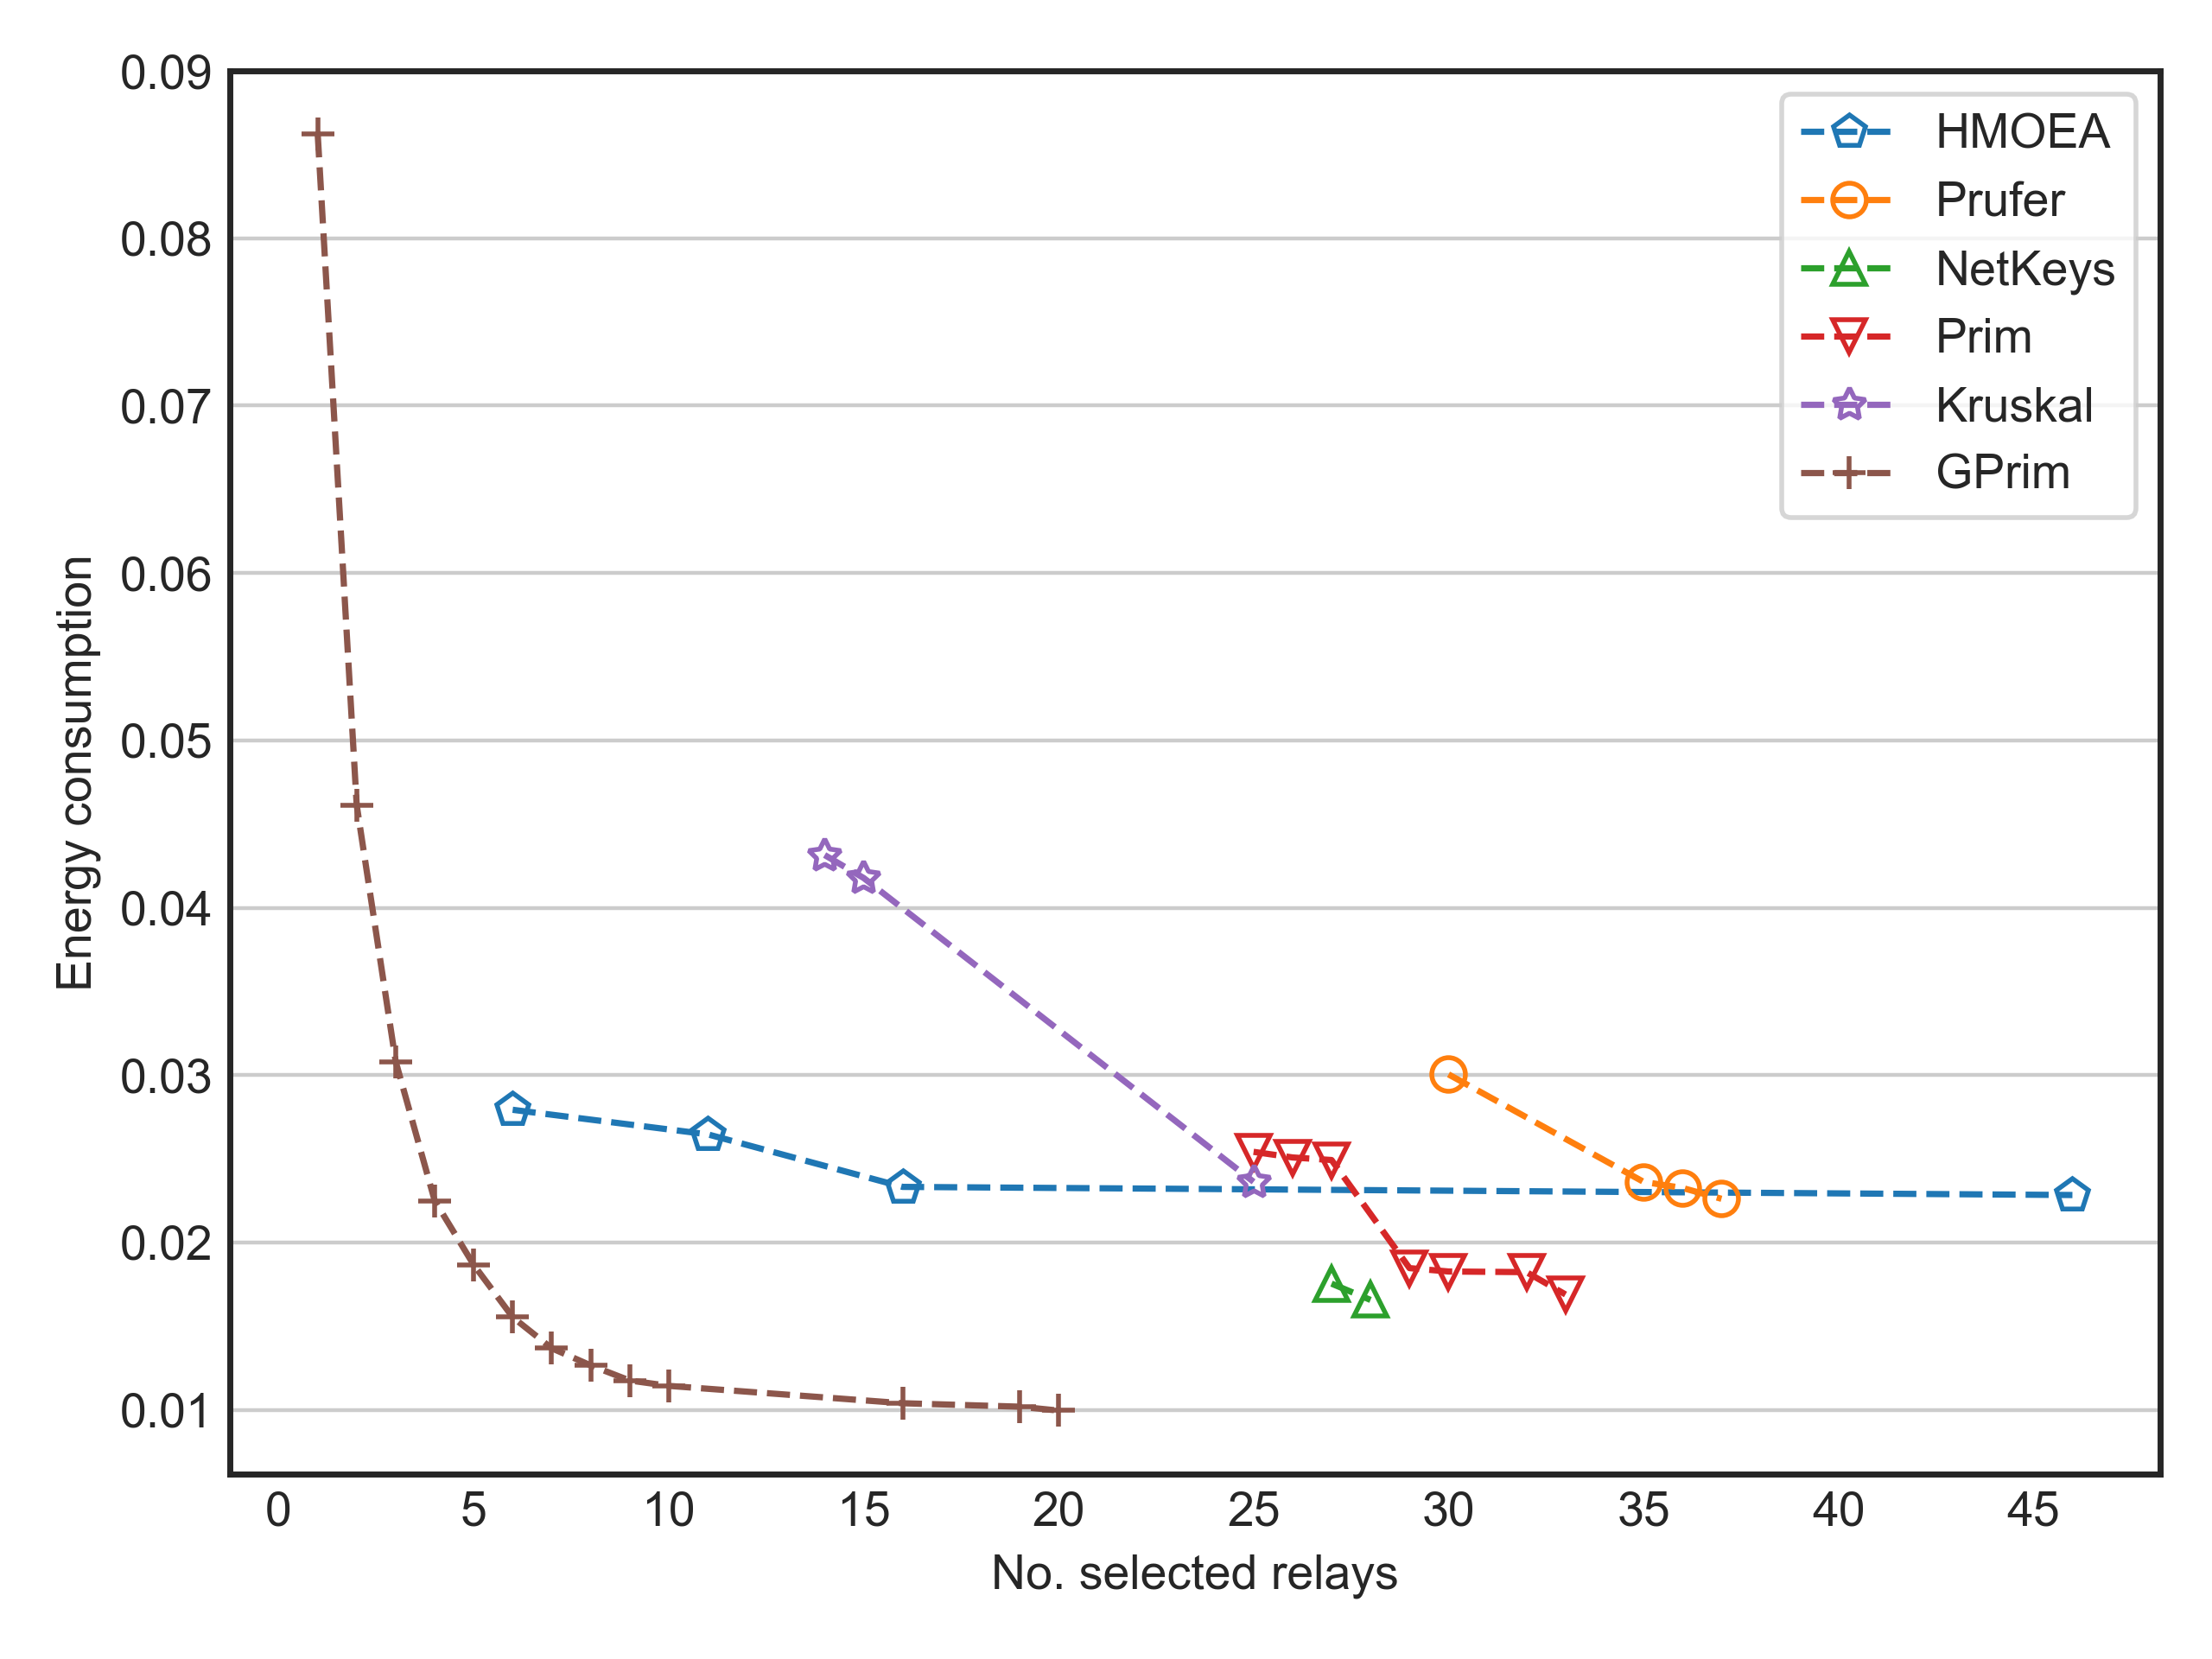 0.09
0.08
0.07
0.06
0.05
0.04
0.03
0.02
0.01
Energy consumption
0 5 10 15 20 25 30 35 40 45
No. selected relays
HMOEA
Prufer
NetKeys
Prim
Kruskal
GPrim